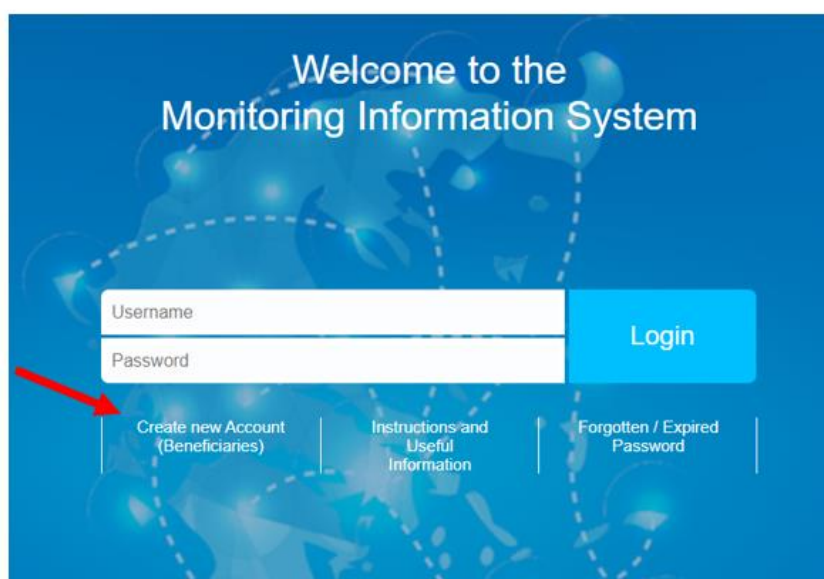 Welcome to the
Monitoring Information System
Username
Login
Password
Create new Account
(Beneficiaries)
Instructions and
Useful
Information
Forgotten / Expired
Password